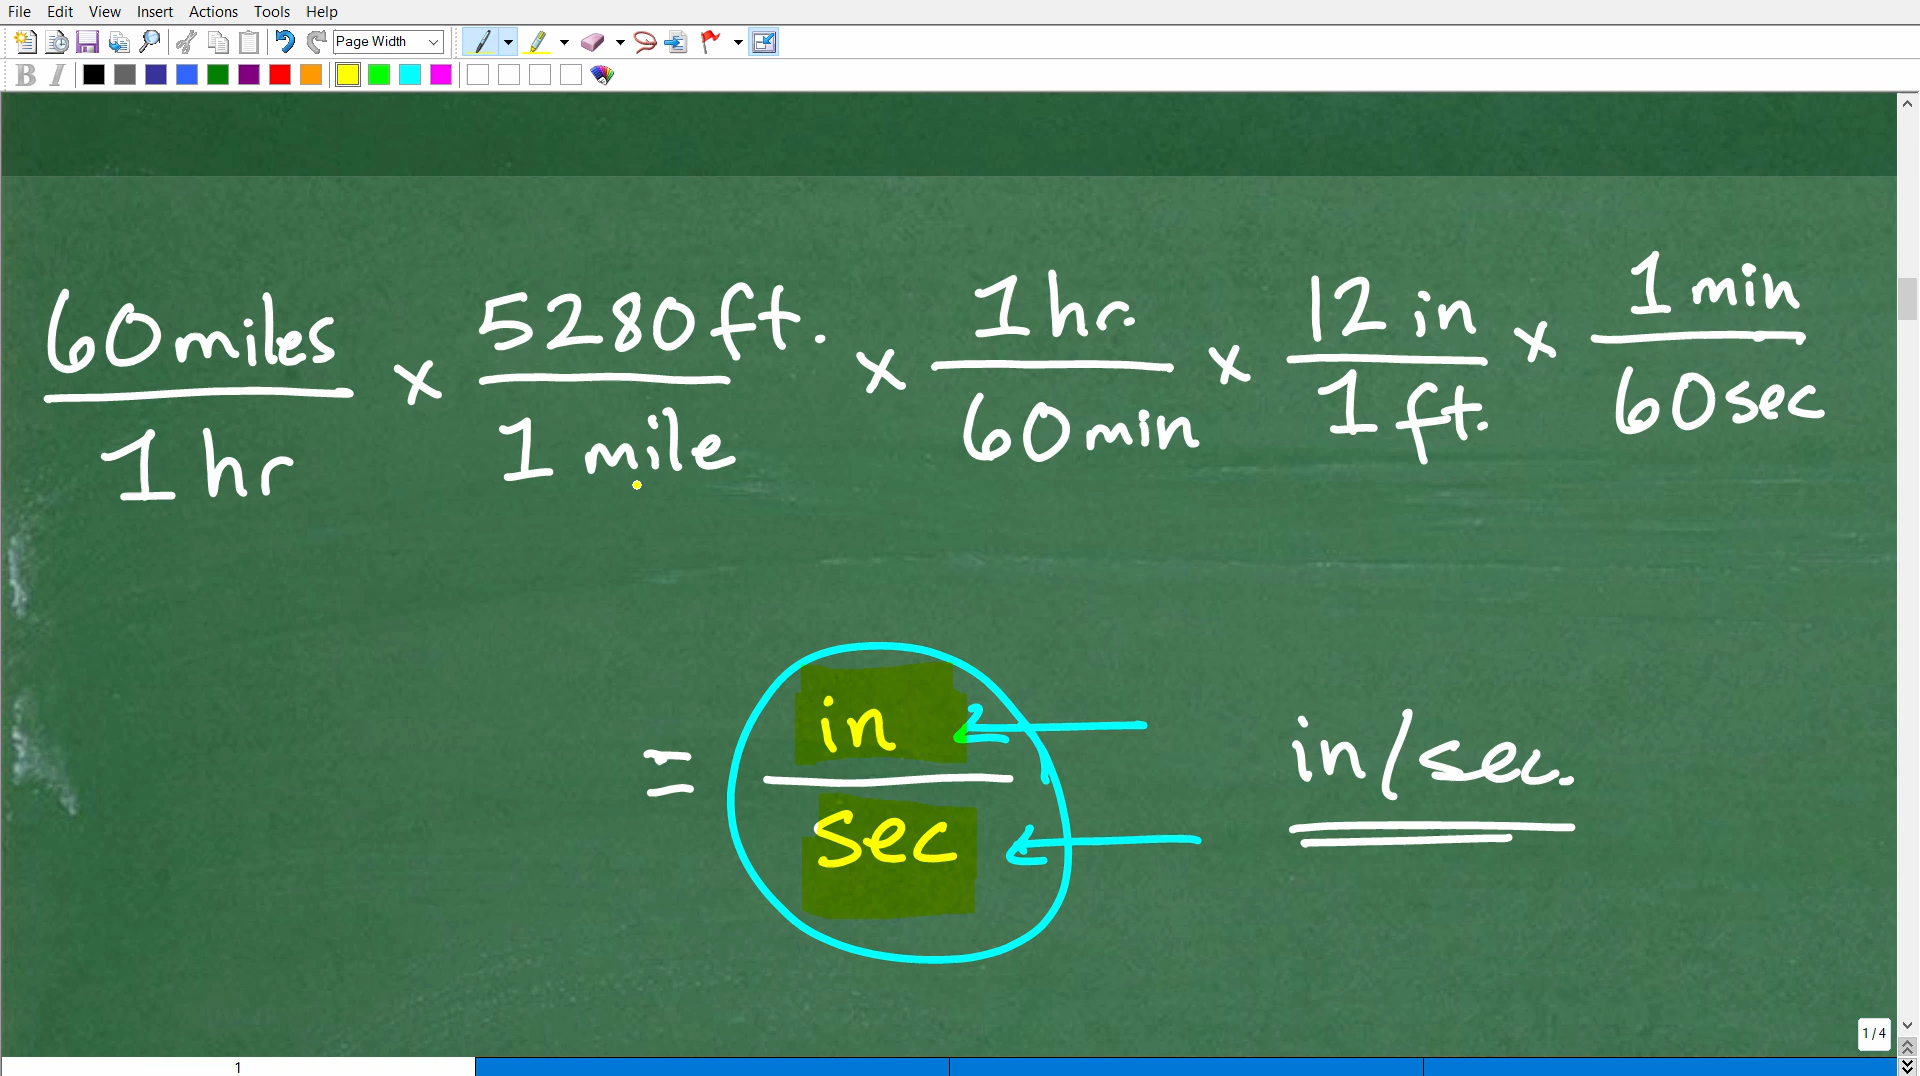 File Edit View Insert Actions Tools Help
Page Width
B I
60 miles / 1 hr × 5280 ft. / 1 mile × 1 hr. / 60 min × 12 in / 1 ft. × 1 min / 60 sec
= in / sec
in/sec.
1 / 4
1